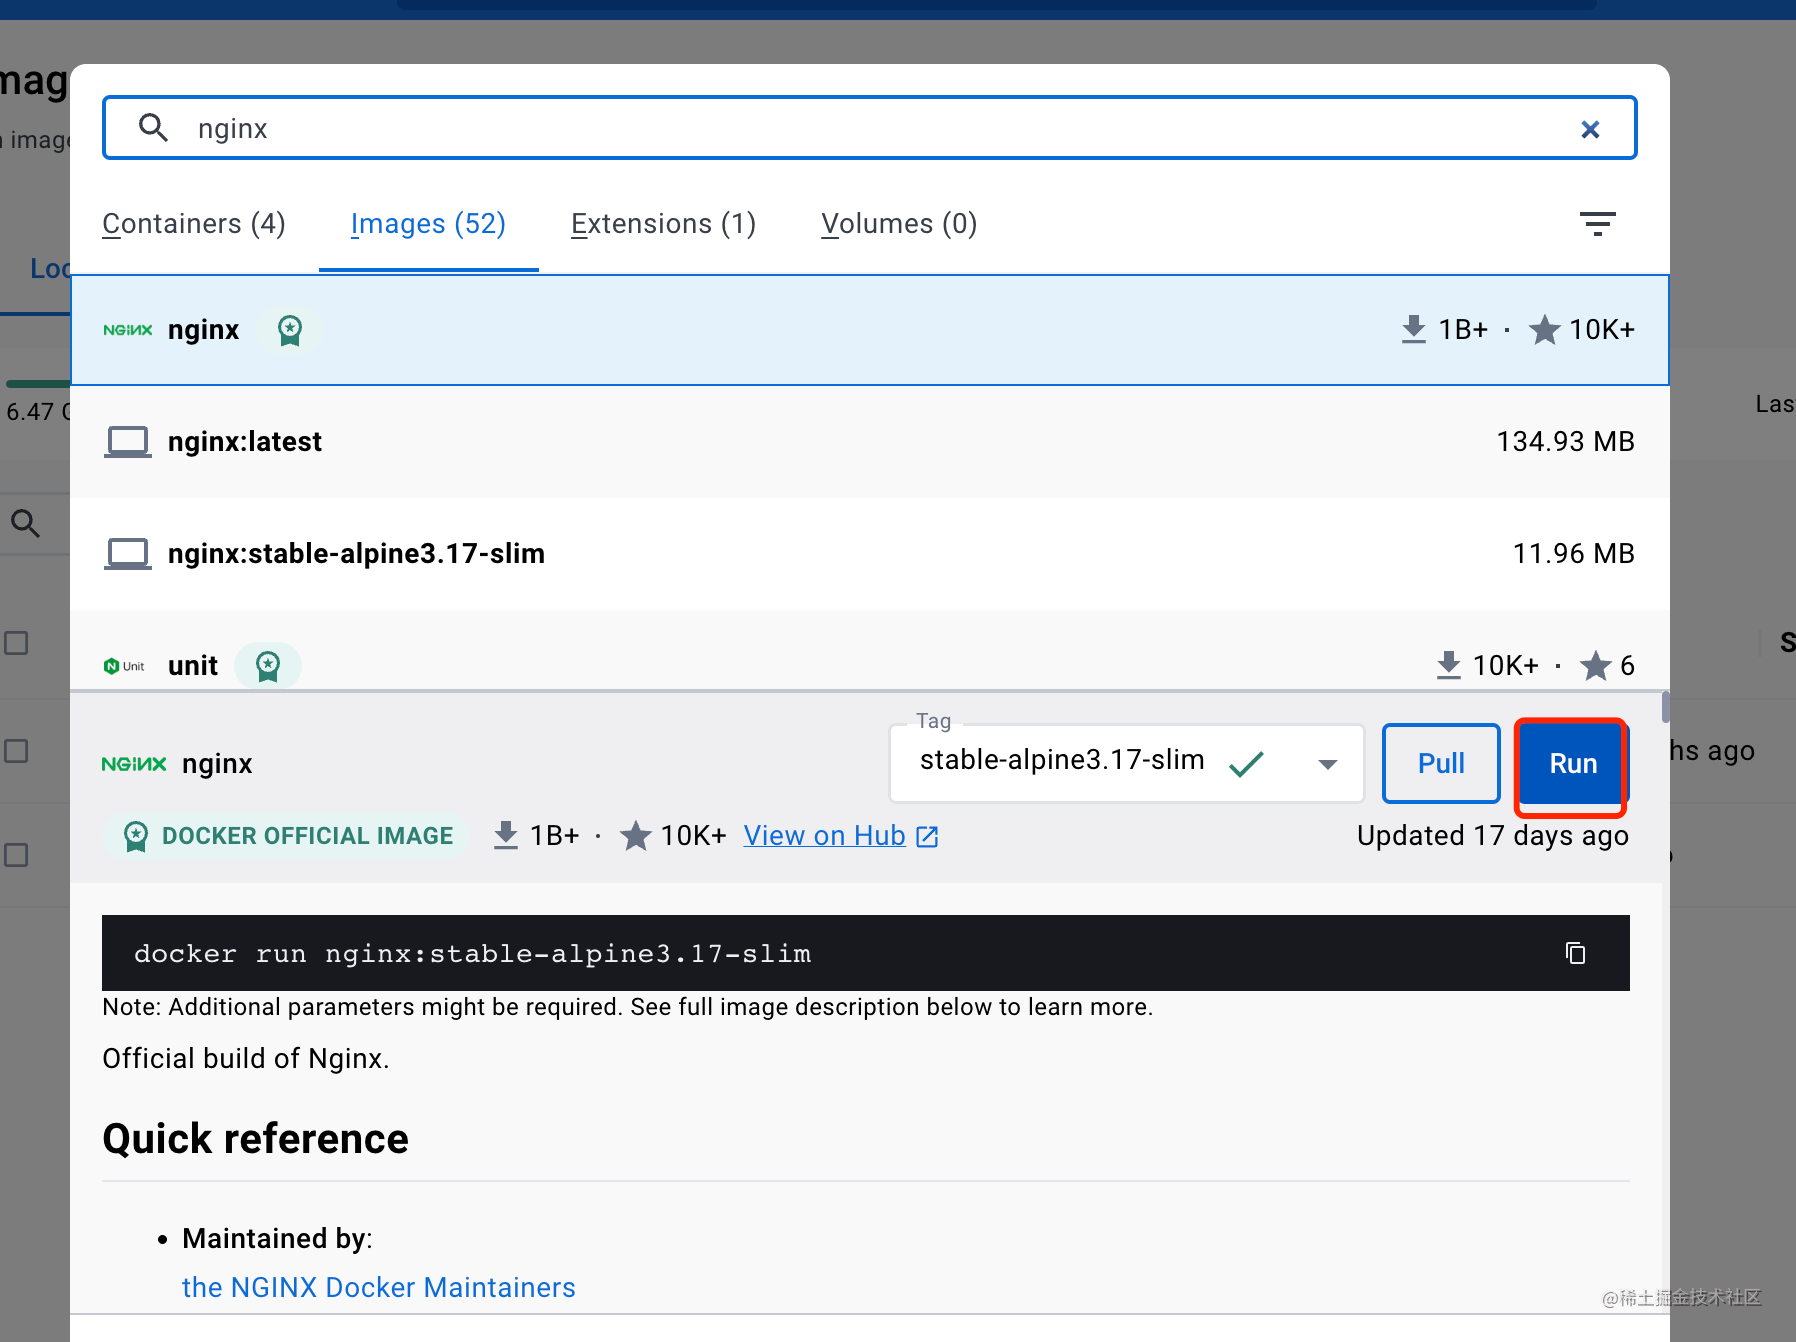 nginx
Containers (4) Images (52) Extensions (1) Volumes (0)
NGINX nginx 1B+ · 10K+
nginx:latest 134.93 MB
6.47
nginx:stable-alpine3.17-slim 11.96 MB
Unit unit 10K+ · 6
Tag
NGINX nginx stable-alpine3.17-slim Pull Run
ago
DOCKER OFFICIAL IMAGE 1B+ · 10K+ View on Hub Updated 17 days ago
docker run nginx:stable-alpine3.17-slim
Note: Additional parameters might be required. See full image description below to learn more.
Official build of Nginx.
Quick reference
• Maintained by:
the NGINX Docker Maintainers
@稀土掘金技术社区